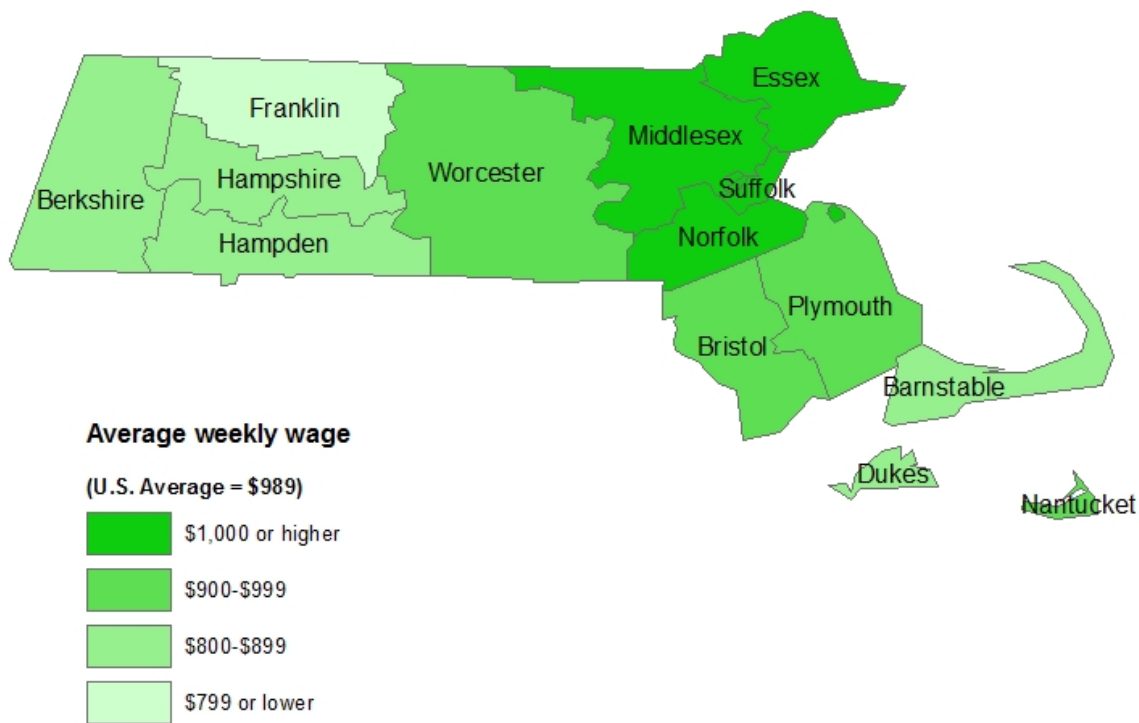 Essex
Franklin
Middlesex
Hampshire
Worcester
Suffolk
Berkshire
Hampden
Norfolk
Plymouth
Bristol
Barnstable
Dukes
Nantucket
Average weekly wage
(U.S. Average = $989)
$1,000 or higher
$900-$999
$800-$899
$799 or lower